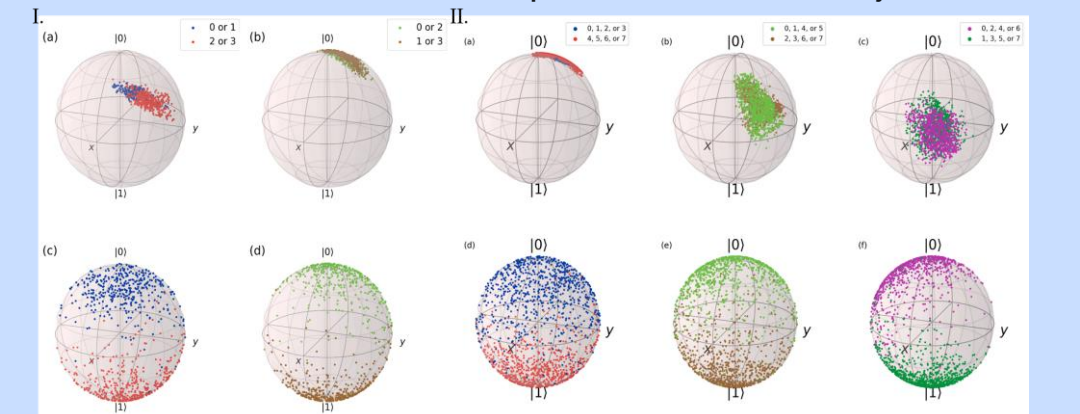 I.
(a)
0 or 1
2 or 3
|0⟩
y
x
|1⟩
(b)
0 or 2
1 or 3
|0⟩
y
x
|1⟩
II.
(a)
0, 1, 2, or 3
4, 5, 6, or 7
|0⟩
y
x
|1⟩
(b)
0, 1, 4, or 5
2, 3, 6, or 7
|0⟩
y
x
|1⟩
(c)
0, 2, 4, or 6
1, 3, 5, or 7
|0⟩
y
x
|1⟩
(c)
|0⟩
y
x
|1⟩
(d)
|0⟩
y
x
|1⟩
(d)
|0⟩
y
x
|1⟩
(e)
|0⟩
y
x
|1⟩
(f)
|0⟩
y
x
|1⟩